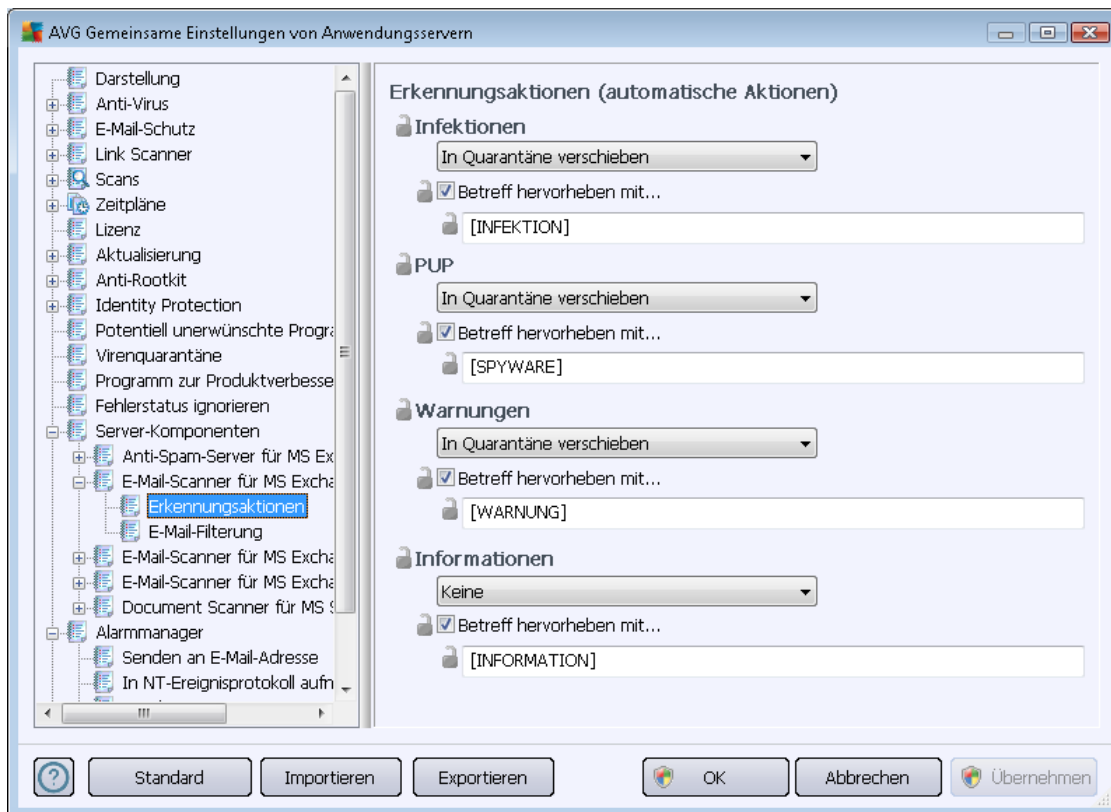 AVG Gemeinsame Einstellungen von Anwendungsservern
Darstellung
Anti-Virus
E-Mail-Schutz
Link Scanner
Scans
Zeitpläne
Lizenz
Aktualisierung
Anti-Rootkit
Identity Protection
Potentiell unerwünschte Progra
Virenquarantäne
Programm zur Produktverbesse
Fehlerstatus ignorieren
Server-Komponenten
Anti-Spam-Server für MS Ex
E-Mail-Scanner für MS Excha
Erkennungsaktionen
E-Mail-Filterung
E-Mail-Scanner für MS Excha
E-Mail-Scanner für MS Excha
Document Scanner für MS S
Alarmmanager
Senden an E-Mail-Adresse
In NT-Ereignisprotokoll aufn
Erkennungsaktionen (automatische Aktionen)
Infektionen
In Quarantäne verschieben
Betreff hervorheben mit...
[INFEKTION]
PUP
In Quarantäne verschieben
Betreff hervorheben mit...
[SPYWARE]
Warnungen
In Quarantäne verschieben
Betreff hervorheben mit...
[WARNUNG]
Informationen
Keine
Betreff hervorheben mit...
[INFORMATION]
Standard
Importieren
Exportieren
OK
Abbrechen
Übernehmen